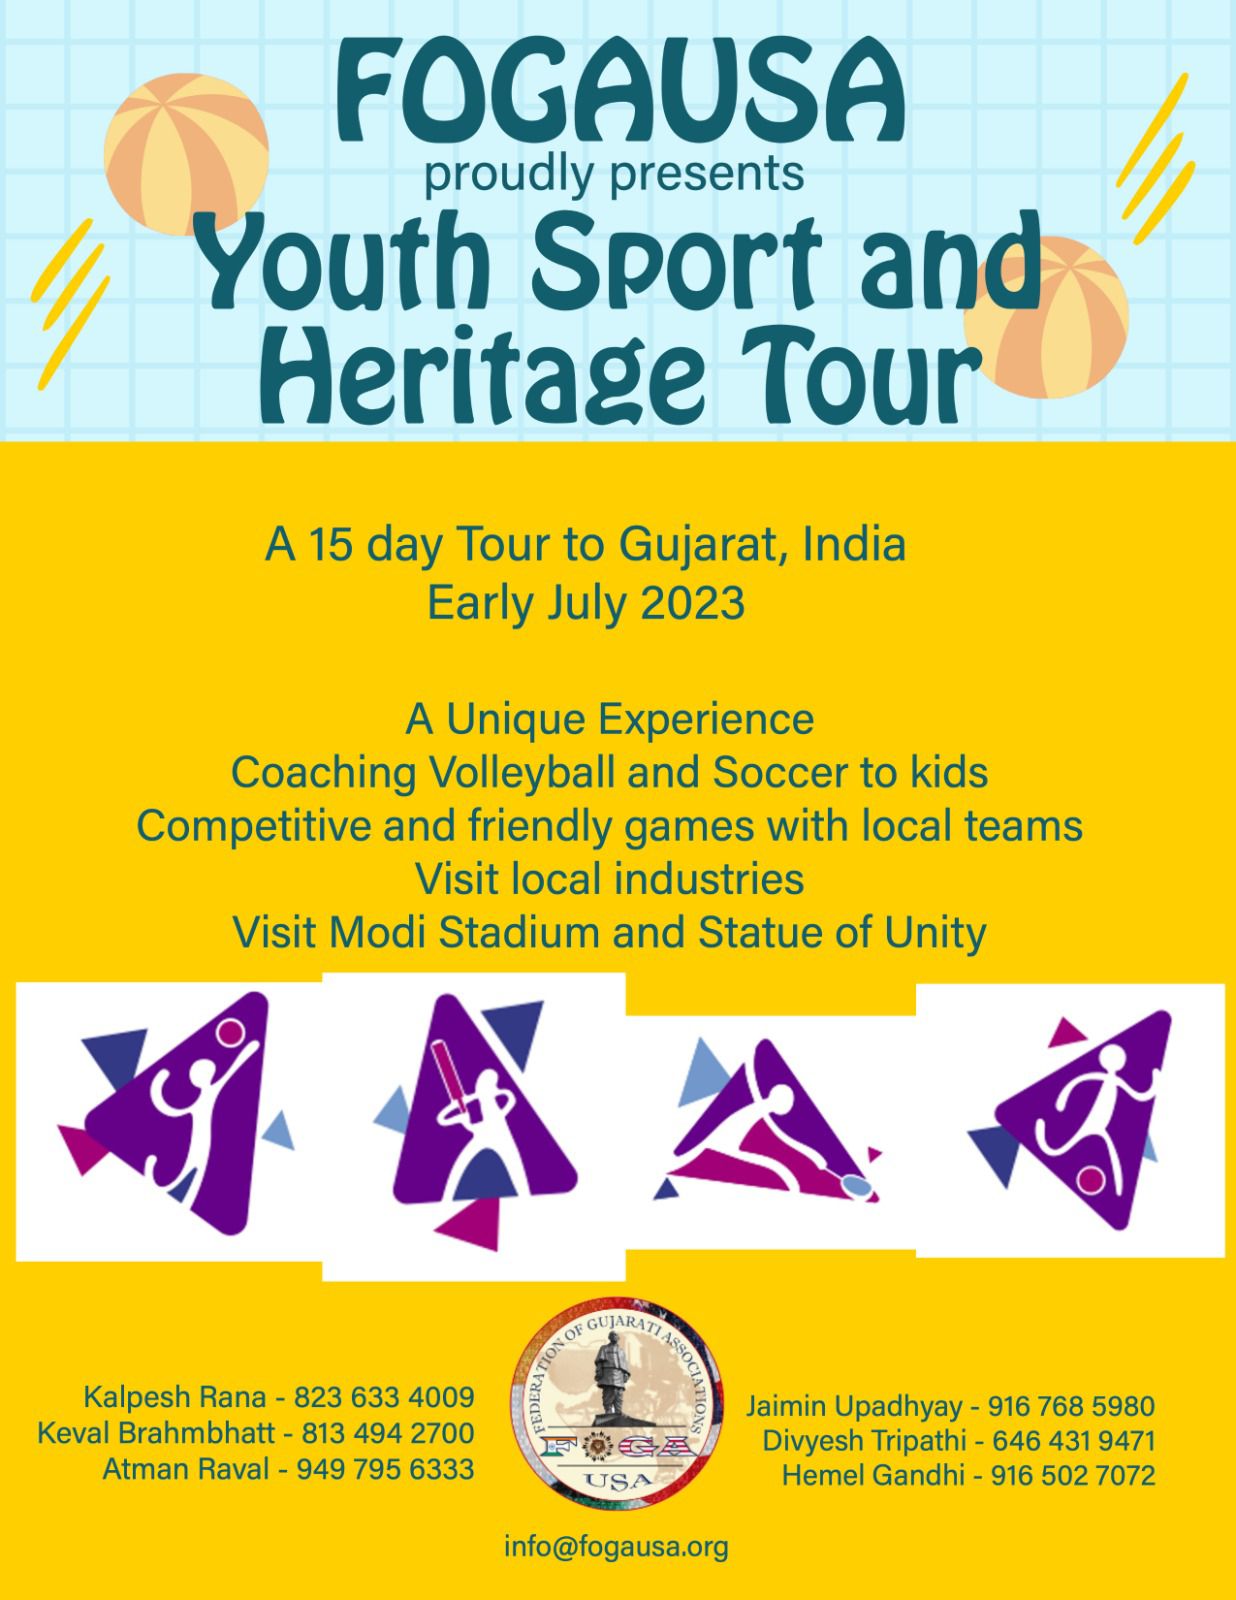 FOGAUSA
proudly presents
Youth Sport and
Heritage Tour
A 15 day Tour to Gujarat, India
Early July 2023
A Unique Experience
Coaching Volleyball and Soccer to kids
Competitive and friendly games with local teams
Visit local industries
Visit Modi Stadium and Statue of Unity
Kalpesh Rana - 823 633 4009
Keval Brahmbhatt - 813 494 2700
Atman Raval - 949 795 6333
FEDERATION OF GUJARATI ASSOCIATIONS
FOGA
USA
Jaimin Upadhyay - 916 768 5980
Divyesh Tripathi - 646 431 9471
Hemel Gandhi - 916 502 7072
info@fogausa.org